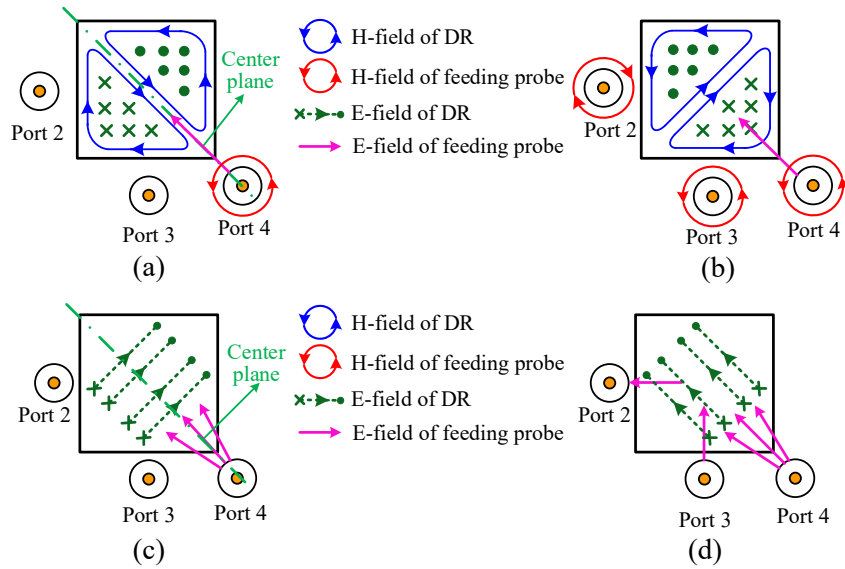 Center
plane
Port 2
Port 3
Port 4
(a)
H-field of DR
H-field of feeding probe
E-field of DR
E-field of feeding probe
Port 2
Port 3
Port 4
(b)
Center
plane
Port 2
Port 3
Port 4
(c)
H-field of DR
H-field of feeding probe
E-field of DR
E-field of feeding probe
Port 2
Port 3
Port 4
(d)